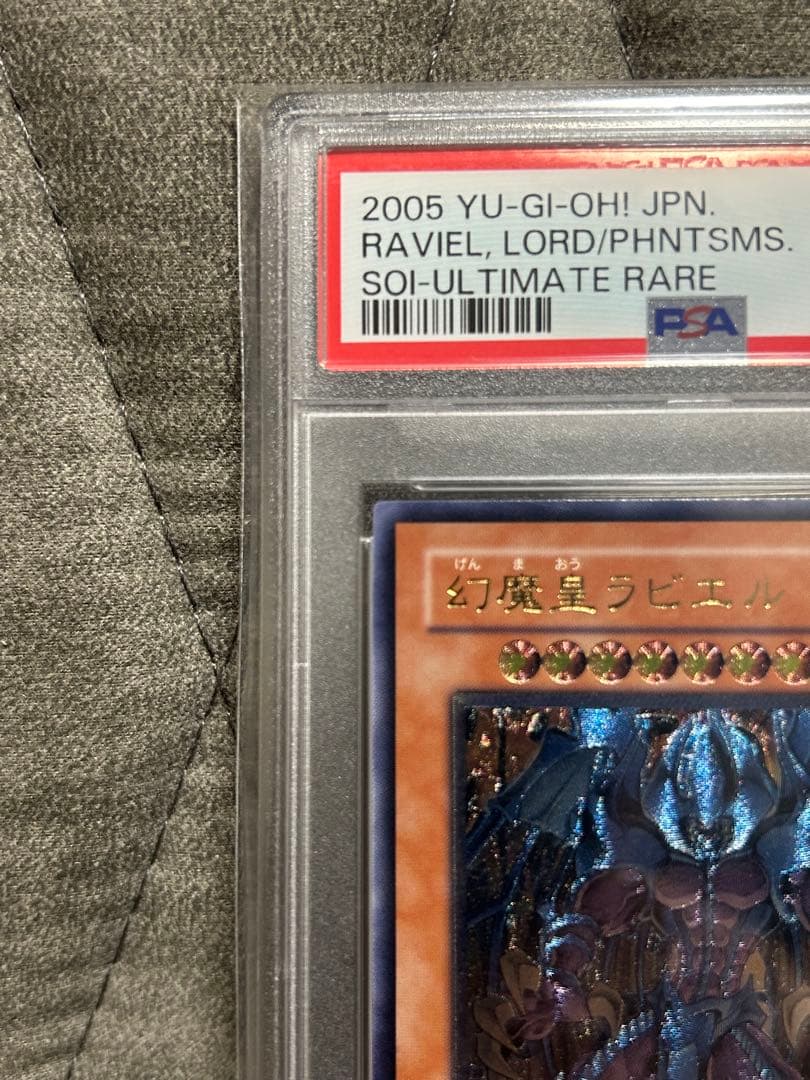 2005 YU-GI-OH! JPN.
RAVIEL, LORD/PHNTSMS.
SOI-ULTIMATE RARE
PSA
げん ま おう
幻魔皇ラビエル